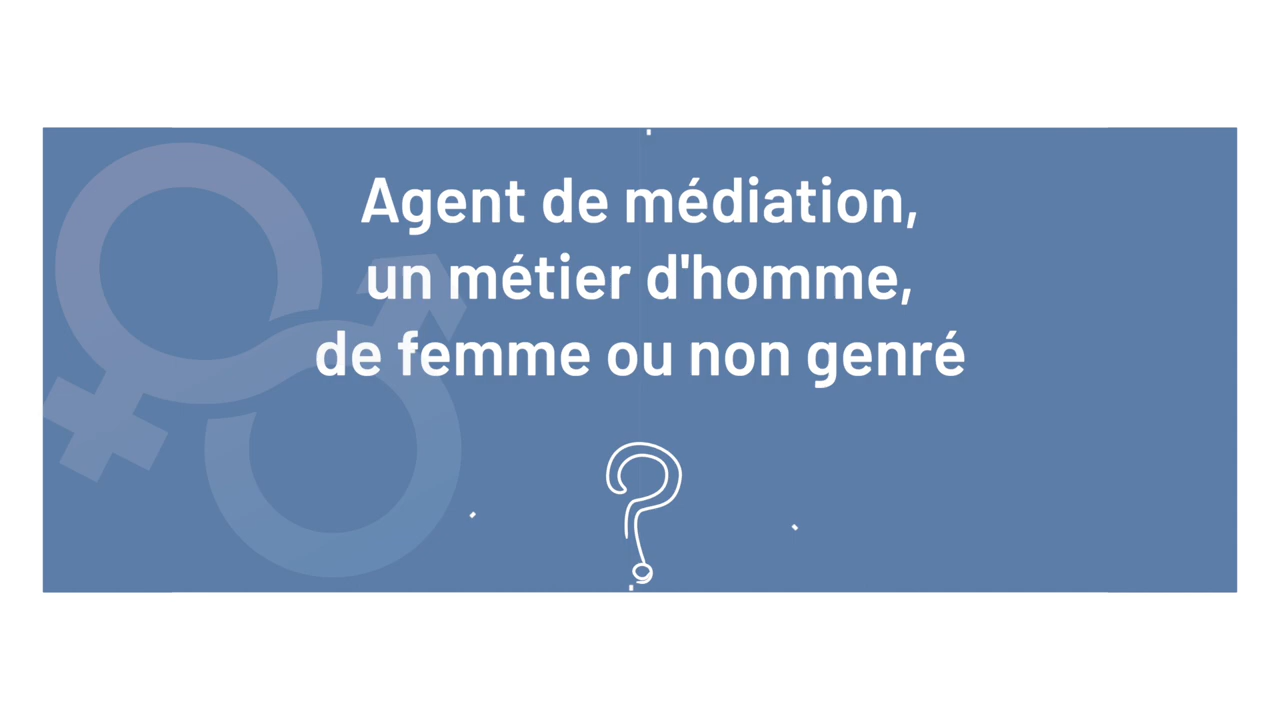 Agent de médiation,
un métier d'homme,
de femme ou non genré
?